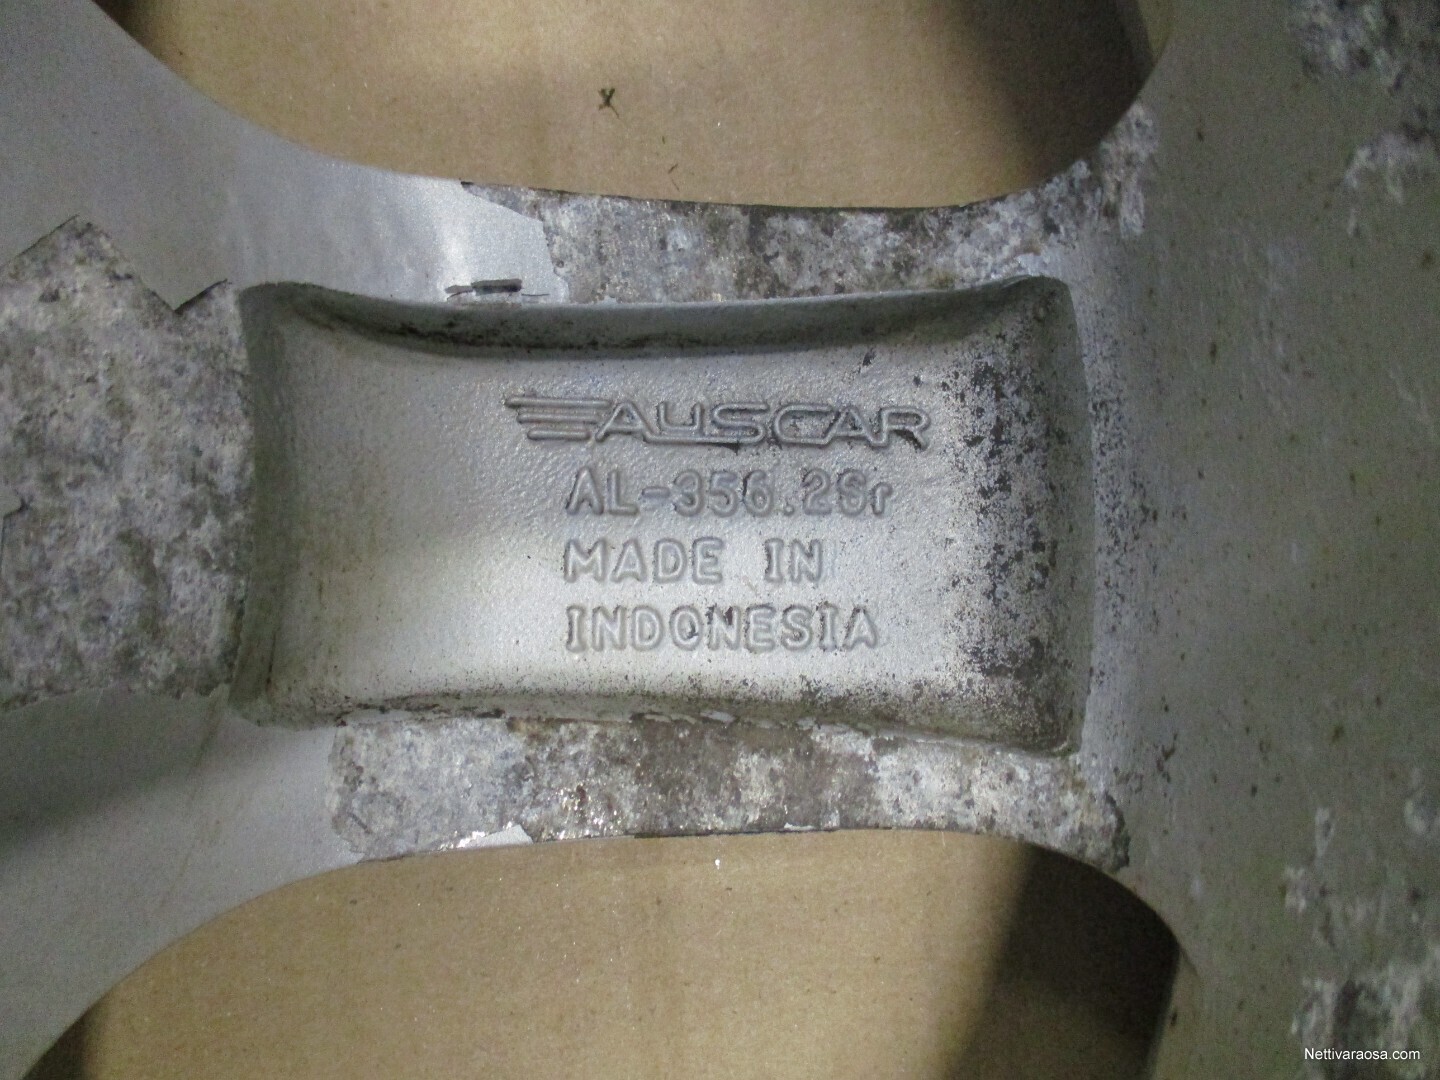 AUSCAR
AL-356.2Sr
MADE IN
INDONESIA
Nettivaraosa.com